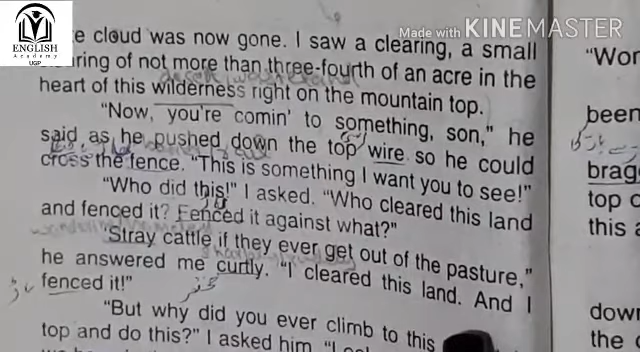 ENGLISH
Academy
UGP
Made with KINEMASTER
cloud was now gone. I saw a clearing, a small
of not more than three-fourth of an acre in the
heart of this wilderness right on the mountain top.
"Now, you're comin' to something, son," he
said as he pushed down the top wire so he could
cross the fence. "This is something I want you to see!"
"Who did this!" I asked. "Who cleared this land
and fenced it? Fenced it against what?"
"Stray cattle if they ever get out of the pasture,"
he answered me curtly. "I cleared this land. And I
fenced it!"
"But why did you ever climb to this
top and do this?" I asked him.
"Wor
been
brag
top
this
down
the